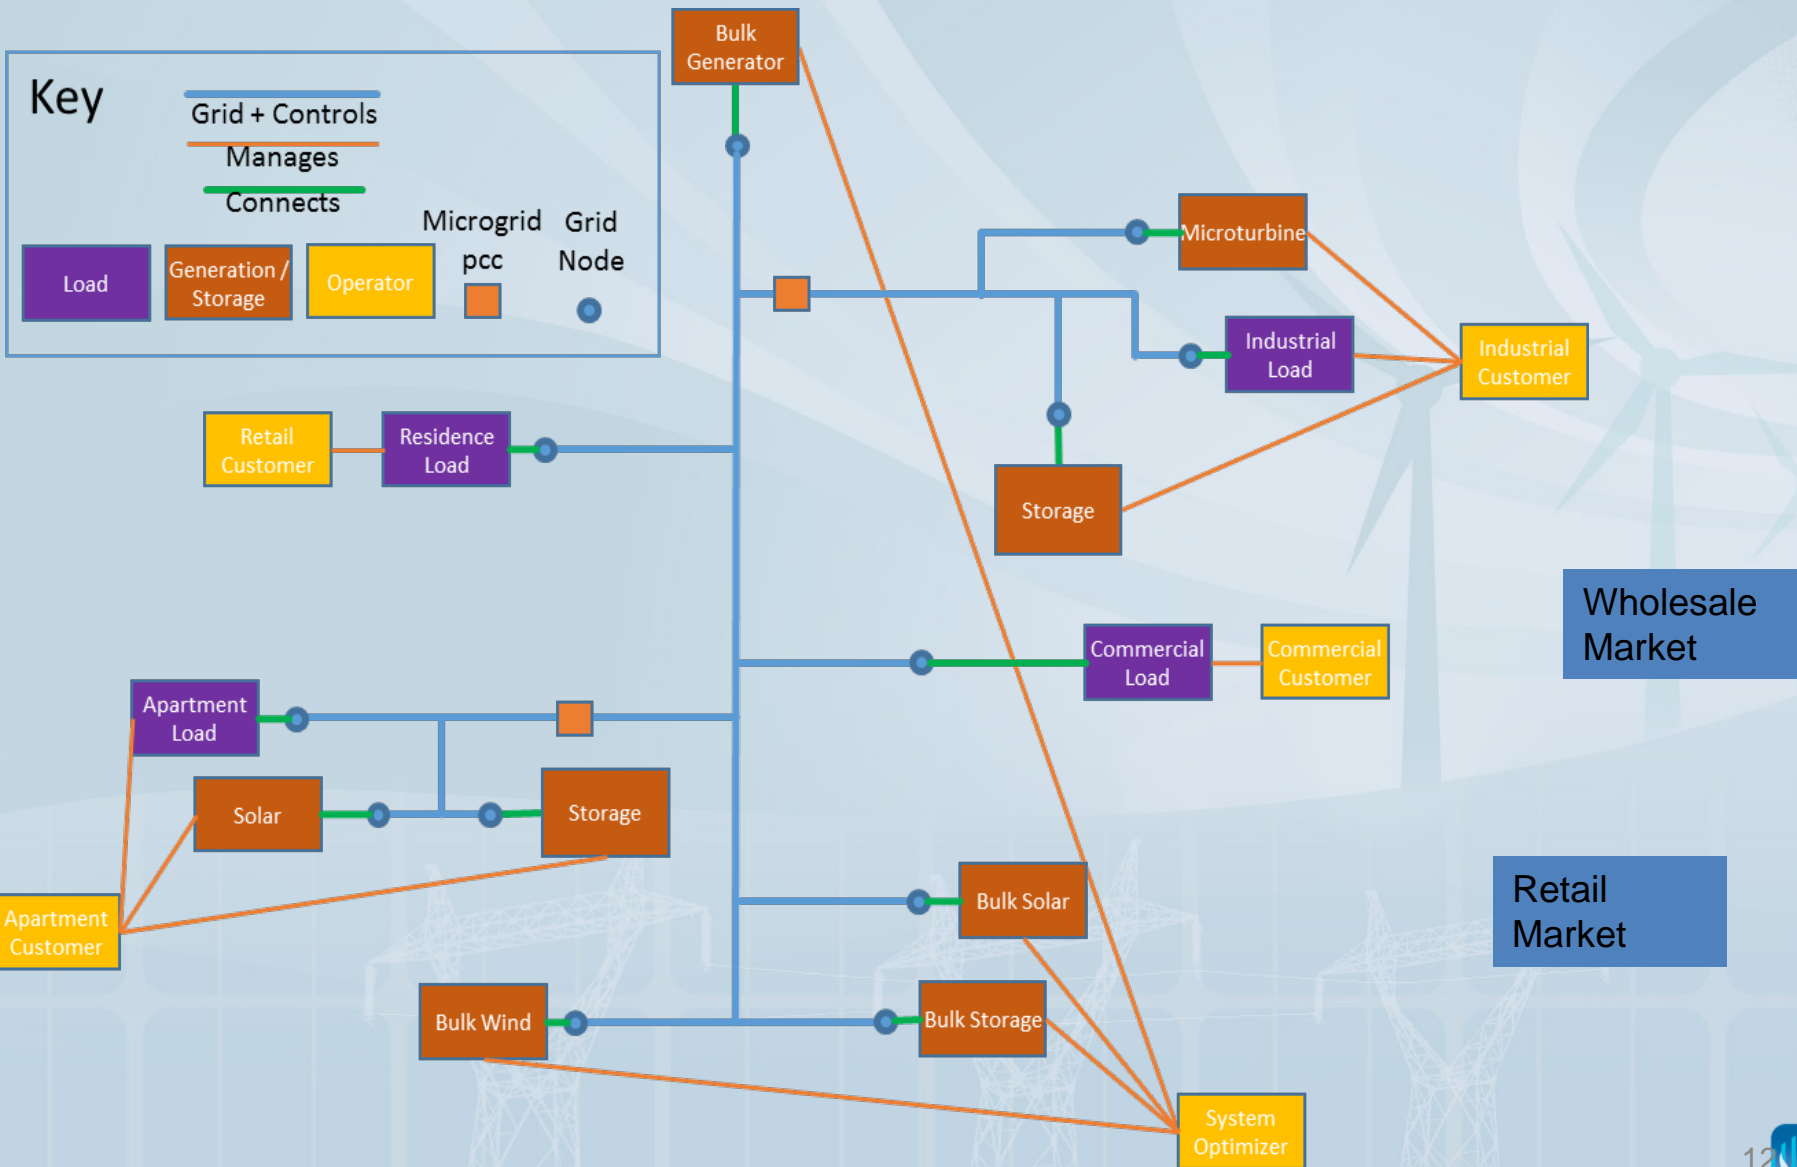 Bulk
Generator
Key
Grid + Controls
Manages
Connects
Microgrid
pcc
Grid
Node
Load
Generation /
Storage
Operator
Microturbine
Industrial
Load
Industrial
Customer
Retail
Customer
Residence
Load
Storage
Wholesale
Market
Commercial
Load
Commercial
Customer
Apartment
Load
Solar
Storage
Apartment
Customer
Bulk Solar
Retail
Market
Bulk Wind
Bulk Storage
System
Optimizer
12